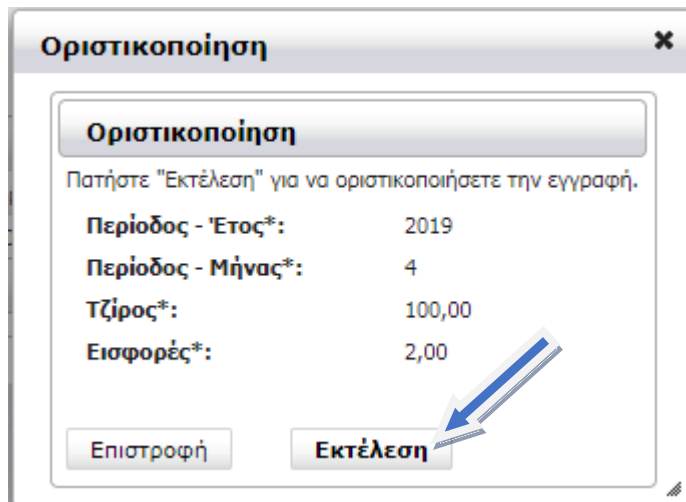 Οριστικοποίηση
Οριστικοποίηση
Πατήστε "Εκτέλεση" για να οριστικοποιήσετε την εγγραφή.
Περίοδος - Έτος*: 2019
Περίοδος - Μήνας*: 4
Τζίρος*: 100,00
Εισφορές*: 2,00
Επιστροφή Εκτέλεση